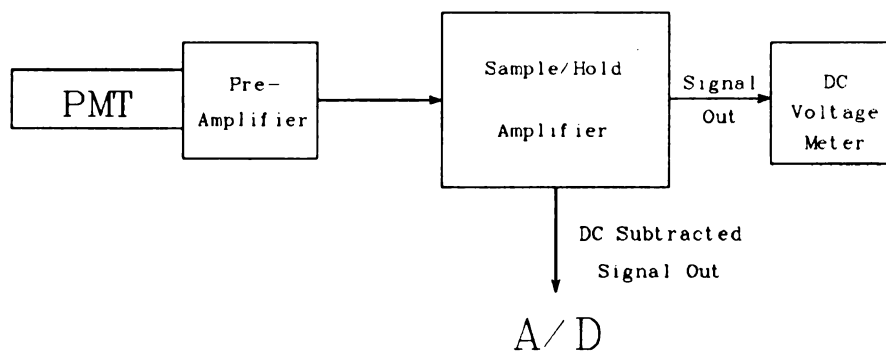 PMT
Pre-
Amplifier
Sample/Hold
Amplifier
Signal
Out
DC
Voltage
Meter
DC Subtracted
Signal Out
A/D